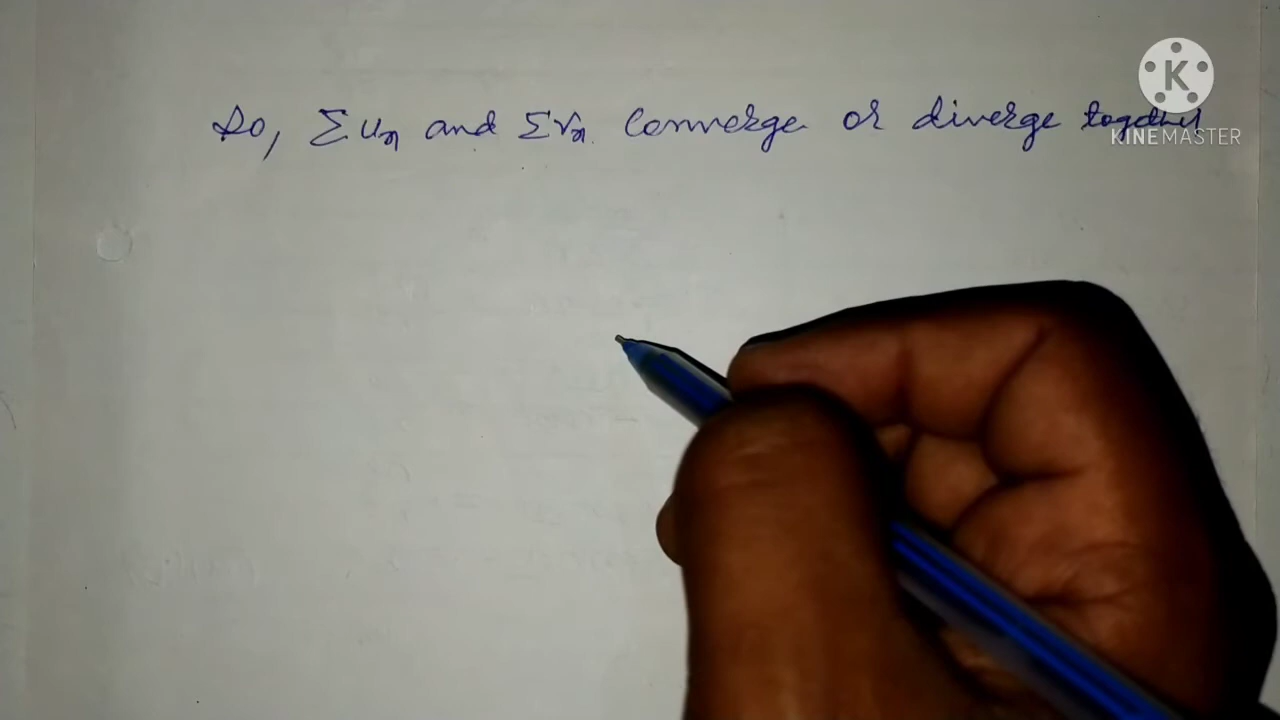 So, Σuₙ and Σvₙ converge or diverge together
K
KINEMASTER